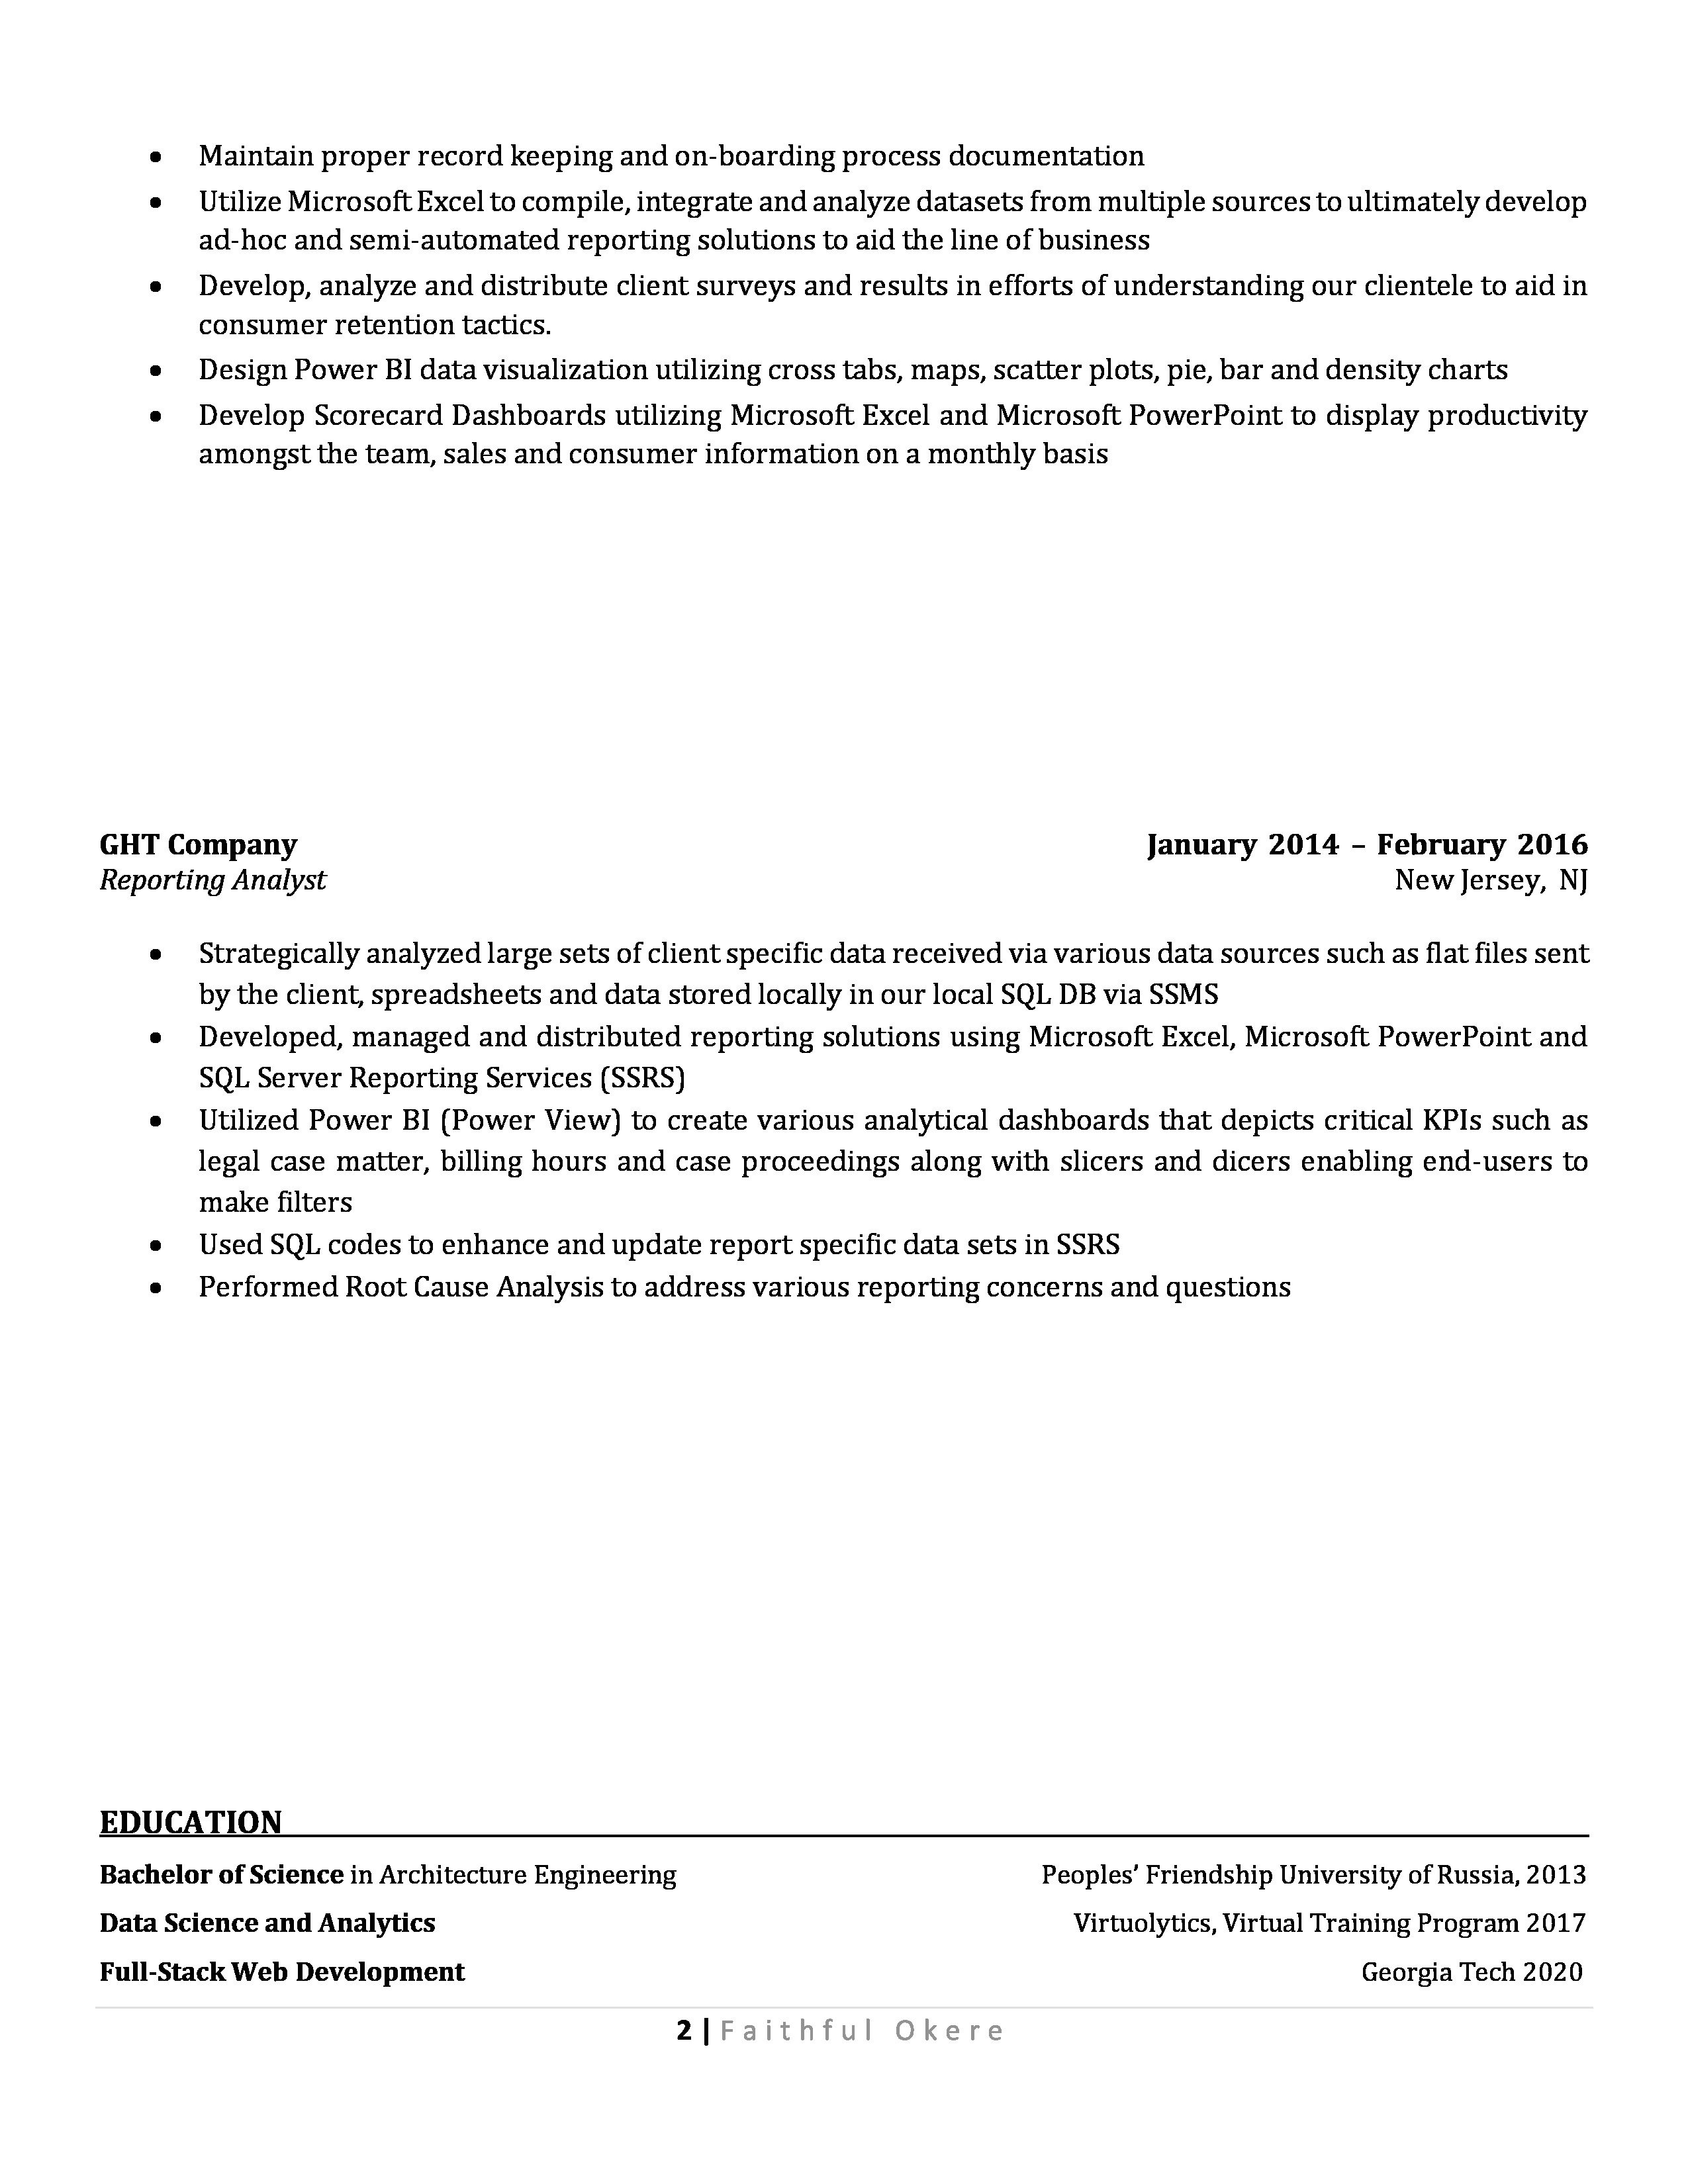 • Maintain proper record keeping and on-boarding process documentation
• Utilize Microsoft Excel to compile, integrate and analyze datasets from multiple sources to ultimately develop
ad-hoc and semi-automated reporting solutions to aid the line of business
• Develop, analyze and distribute client surveys and results in efforts of understanding our clientele to aid in
consumer retention tactics.
• Design Power BI data visualization utilizing cross tabs, maps, scatter plots, pie, bar and density charts
• Develop Scorecard Dashboards utilizing Microsoft Excel and Microsoft PowerPoint to display productivity
amongst the team, sales and consumer information on a monthly basis
GHT Company January 2014 – February 2016
Reporting Analyst New Jersey, NJ
• Strategically analyzed large sets of client specific data received via various data sources such as flat files sent
by the client, spreadsheets and data stored locally in our local SQL DB via SSMS
• Developed, managed and distributed reporting solutions using Microsoft Excel, Microsoft PowerPoint and
SQL Server Reporting Services (SSRS)
• Utilized Power BI (Power View) to create various analytical dashboards that depicts critical KPIs such as
legal case matter, billing hours and case proceedings along with slicers and dicers enabling end-users to
make filters
• Used SQL codes to enhance and update report specific data sets in SSRS
• Performed Root Cause Analysis to address various reporting concerns and questions
EDUCATION
Bachelor of Science in Architecture Engineering Peoples’ Friendship University of Russia, 2013
Data Science and Analytics Virtuolytics, Virtual Training Program 2017
Full-Stack Web Development Georgia Tech 2020
2 | Faithful Okere